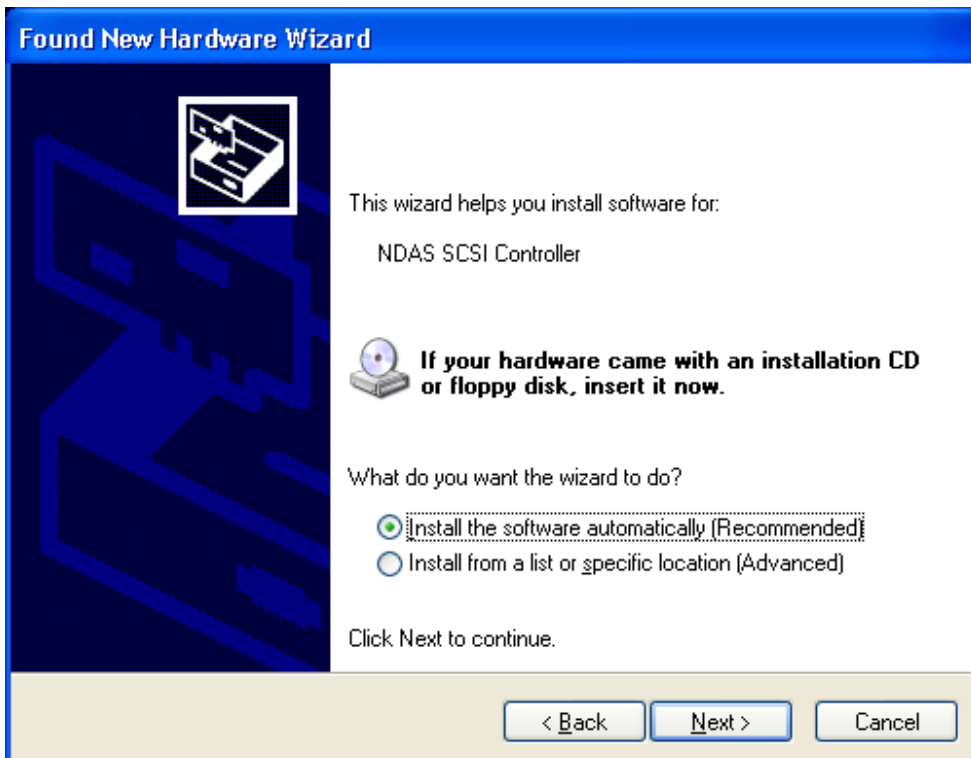 Found New Hardware Wizard
This wizard helps you install software for:
NDAS SCSI Controller
If your hardware came with an installation CD
or floppy disk, insert it now.
What do you want the wizard to do?
Install the software automatically (Recommended)
Install from a list or specific location (Advanced)
Click Next to continue.
< Back Next > Cancel